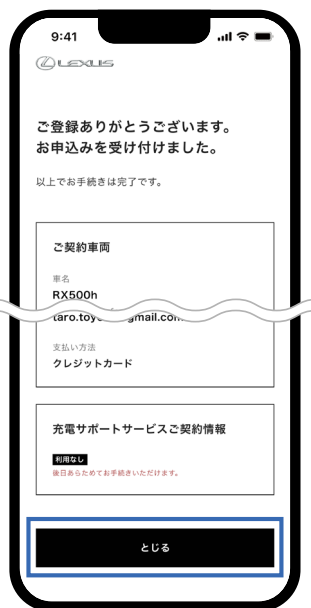 9:41
LEXUS
ご登録ありがとうございます。
お申込みを受け付けました。
以上でお手続きは完了です。
ご契約車両
車名
RX500h
gmail.com
支払い方法
クレジットカード
充電サポートサービスご契約情報
利用なし
後日あらためてお手続きいただけます。
とじる